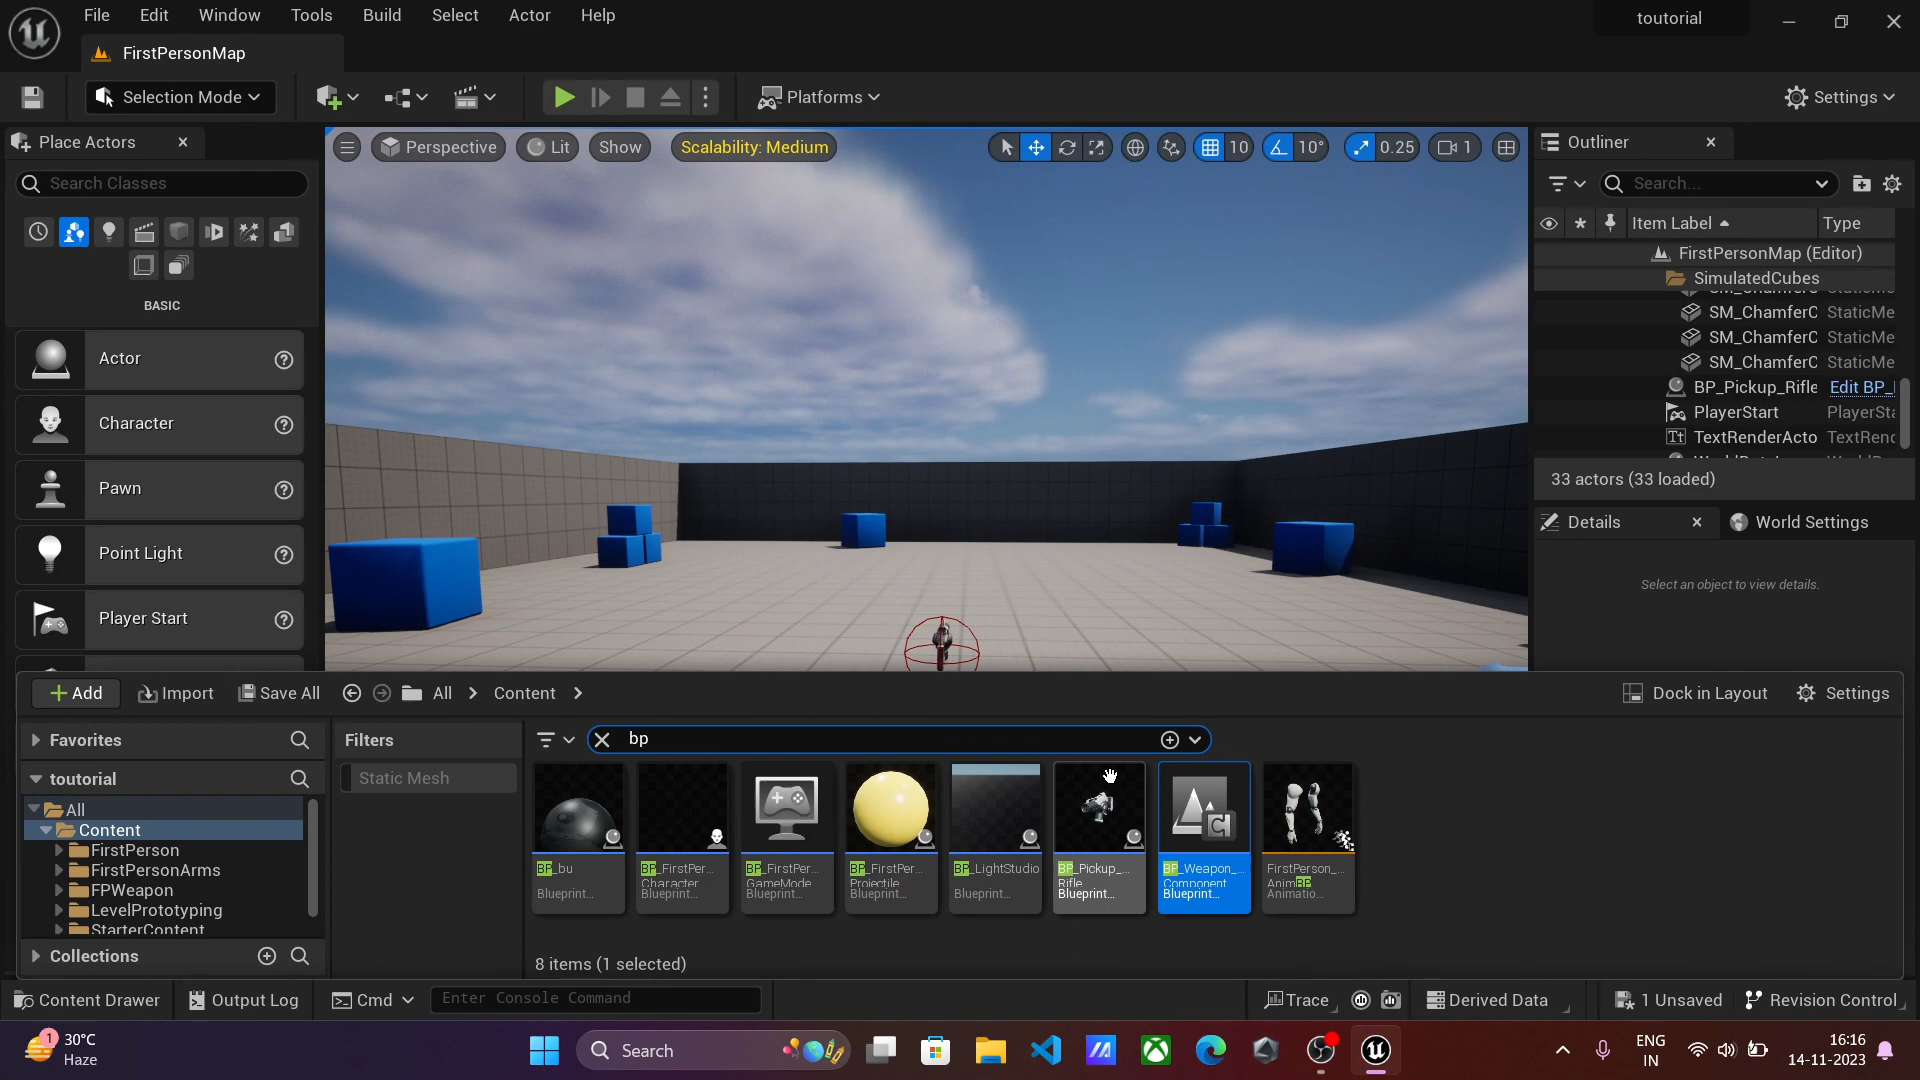 File Edit Window Tools Build Select Actor Help
toutorial
FirstPersonMap
Selection Mode
Platforms
Settings
Place Actors
Search Classes
BASIC
Actor
Character
Pawn
Point Light
Player Start
Perspective
Lit
Show
Scalability: Medium
10
10°
0.25
1
Outliner
Search...
Item Label
Type
FirstPersonMap (Editor)
SimulatedCubes
SM_ChamferC StaticMe
SM_ChamferC StaticMe
SM_ChamferC StaticMe
BP_Pickup_Rifle Edit BP_
PlayerStart PlayerSta
TextRenderActo TextRend
33 actors (33 loaded)
Details
World Settings
Select an object to view details.
Add
Import
Save All
All
Content
Dock in Layout
Settings
Favorites
toutorial
All
Content
FirstPerson
FirstPersonArms
FPWeapon
LevelPrototyping
StarterContent
Collections
Filters
Static Mesh
bp
BP_bu
Blueprint...
BP_FirstPer...
Character
Blueprint...
BP_FirstPer...
GameMode
Blueprint...
BP_FirstPer...
Projectile
Blueprint...
BP_LightStudio
Blueprint...
BP_Pickup_...
Rifle
Blueprint...
BP_Weapon_...
Component
Blueprint...
FirstPerson_...
AnimBP
Animatio...
8 items (1 selected)
Content Drawer
Output Log
Cmd
Enter Console Command
Trace
Derived Data
1 Unsaved
Revision Control
1
30°C
Haze
Search
ENG
IN
16:16
14-11-2023